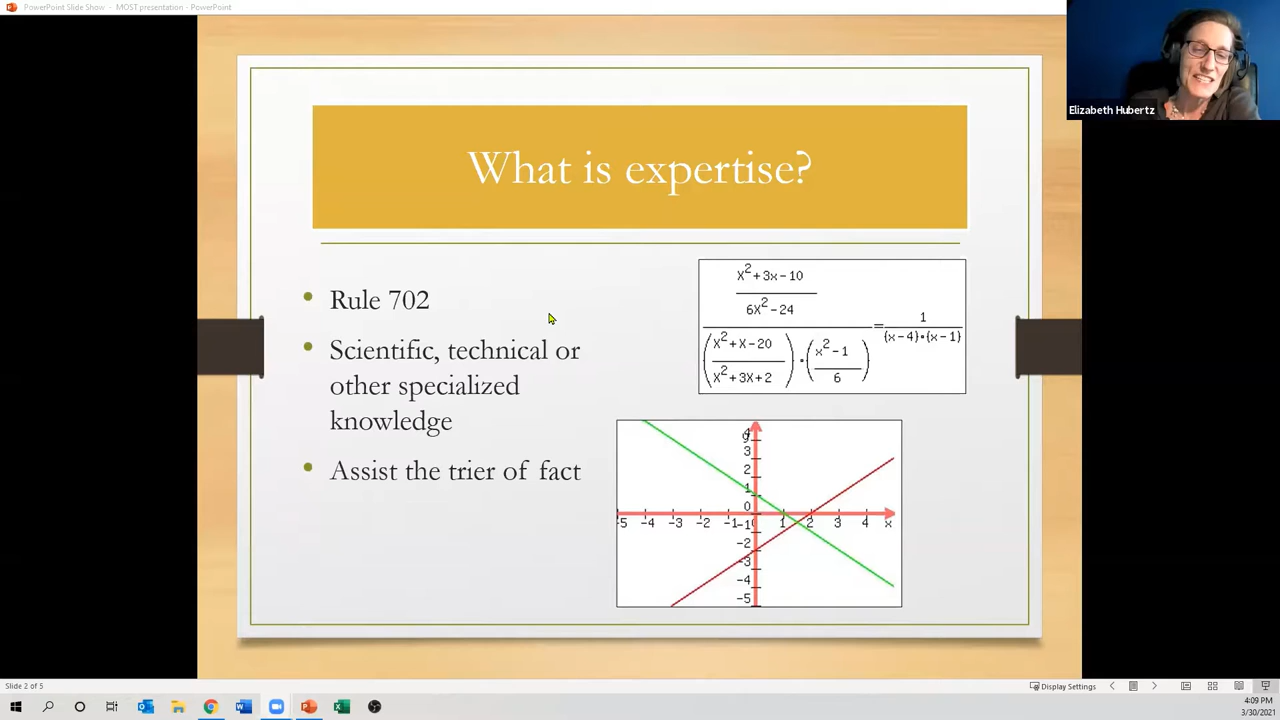 PowerPoint Slide Show - MOST presentation - PowerPoint
Elizabeth Hubertz
What is expertise?
Rule 702
Scientific, technical or
other specialized
knowledge
Assist the trier of fact
X²+3x-10
6X²-24
(X²+X-20 / X²+3X+2)·(x²-1 / 6)
=1/(x-4)·(x-1)
y
4
3
2
1
0
-5 -4 -3 -2 -1 0 1 2 3 4 x
-1
-2
-3
-4
-5
Slide 2 of 5
Display Settings
4:09 PM
3/30/2021